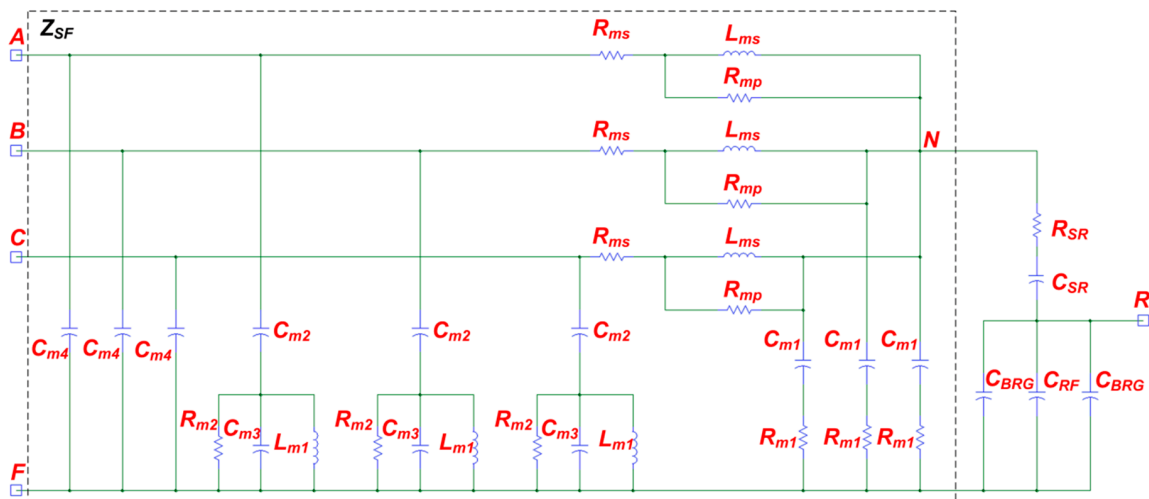 Z_SF
A R_ms L_ms
R_mp
B R_ms L_ms N
R_mp
R_SR
C R_ms L_ms
C_SR
R_mp
R
C_m4 C_m4 C_m4 C_m2 C_m2 C_m2 C_m1 C_m1 C_m1
C_BRG C_RF C_BRG
R_m2 C_m3 L_m1 R_m2 C_m3 L_m1 R_m2 C_m3 L_m1 R_m1 R_m1 R_m1
F